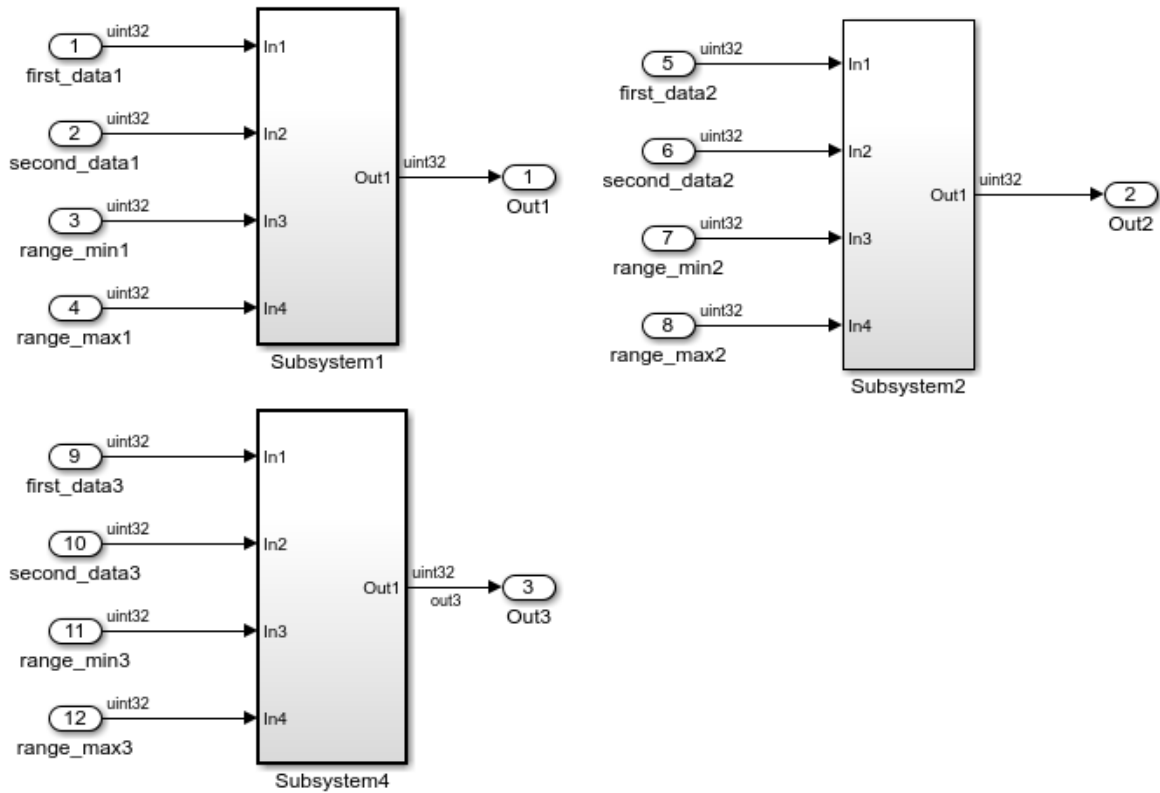 uint32
1
In1
first_data1
uint32
2
In2
second_data1
uint32
Out1
1
Out1
uint32
3
In3
range_min1
uint32
4
In4
range_max1
Subsystem1
uint32
5
In1
first_data2
uint32
6
In2
second_data2
uint32
Out1
2
Out2
uint32
7
In3
range_min2
uint32
8
In4
range_max2
Subsystem2
uint32
9
In1
first_data3
uint32
10
In2
second_data3
uint32
Out1
out3
3
Out3
uint32
11
In3
range_min3
uint32
12
In4
range_max3
Subsystem4